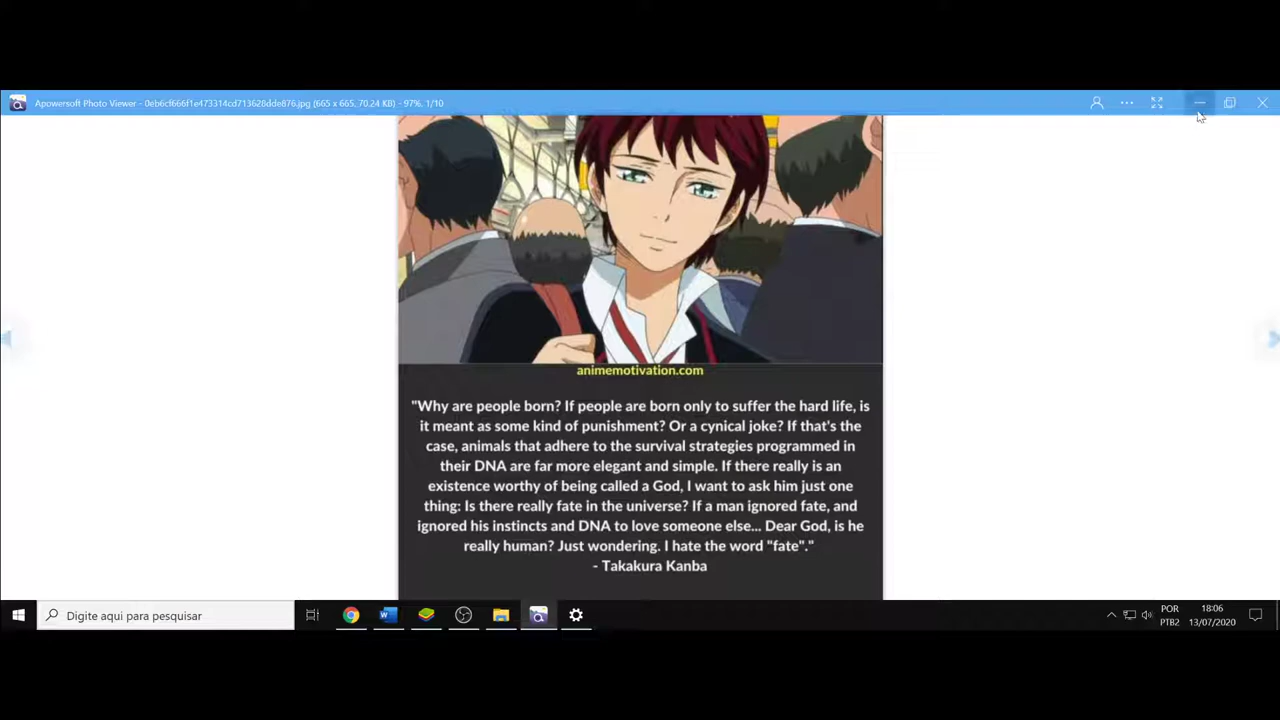 Apowersoft Photo Viewer - 0eb6cf666f1e473314cd713628dde876.jpg (665 x 665, 70.24 KB) - 97%, 1/10
animemotivation.com
"Why are people born? If people are born only to suffer the hard life, is
it meant as some kind of punishment? Or a cynical joke? If that's the
case, animals that adhere to the survival strategies programmed in
their DNA are far more elegant and simple. If there really is an
existence worthy of being called a God, I want to ask him just one
thing: Is there really fate in the universe? If a man ignored fate, and
ignored his instincts and DNA to love someone else... Dear God, is he
really human? Just wondering. I hate the word "fate"."
- Takakura Kanba
Digite aqui para pesquisar
POR
PTB2
18:06
13/07/2020